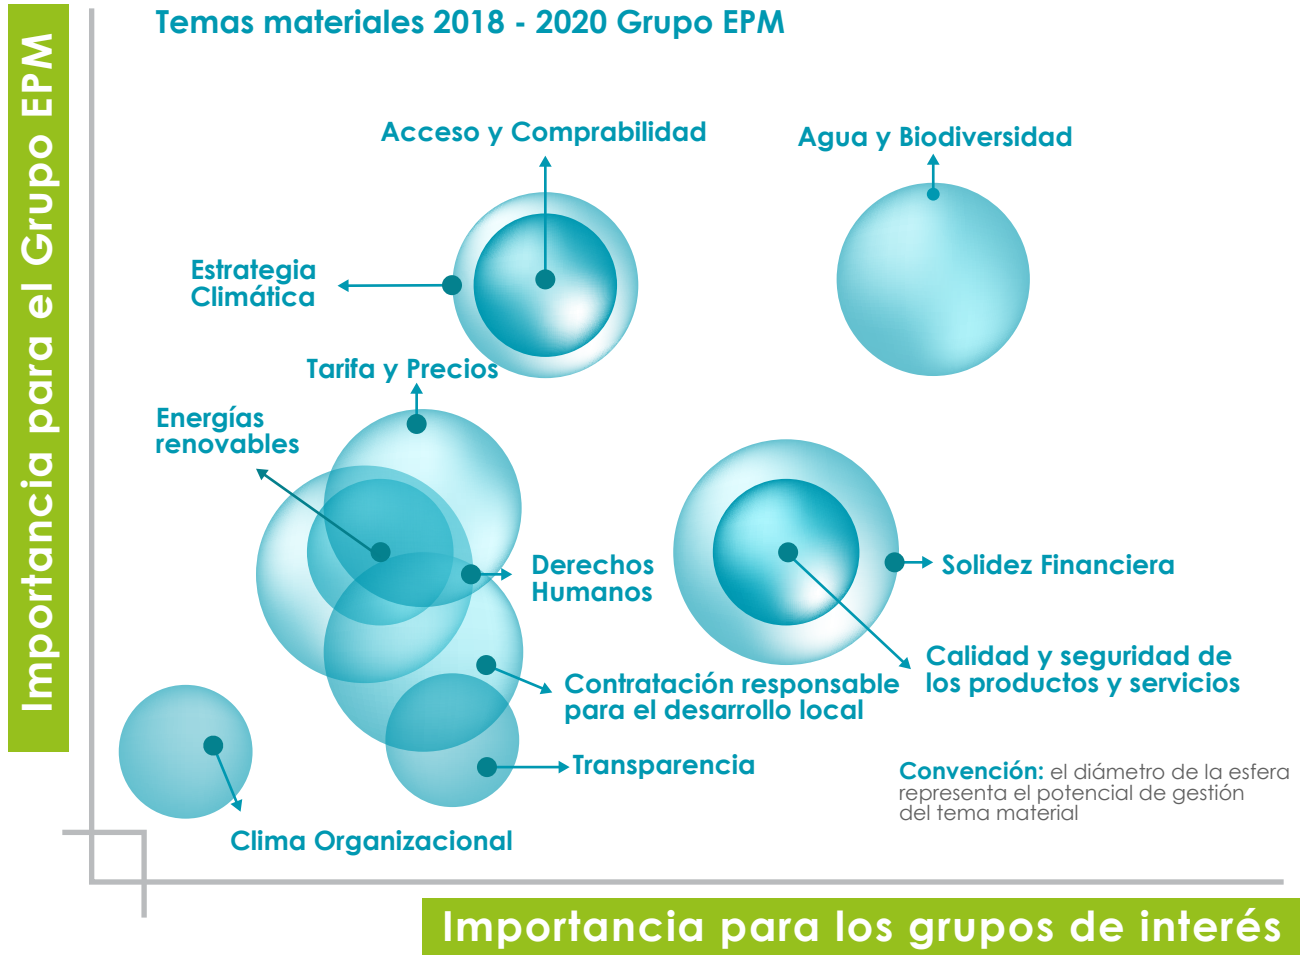 Temas materiales 2018 - 2020 Grupo EPM
Importancia para el Grupo EPM
Acceso y Comprabilidad
Agua y Biodiversidad
Estrategia
Climática
Tarifa y Precios
Energías
renovables
Derechos
Humanos
Solidez Financiera
Calidad y seguridad de
los productos y servicios
Contratación responsable
para el desarrollo local
Transparencia
Convención: el diámetro de la esfera
representa el potencial de gestión
del tema material
Clima Organizacional
Importancia para los grupos de interés